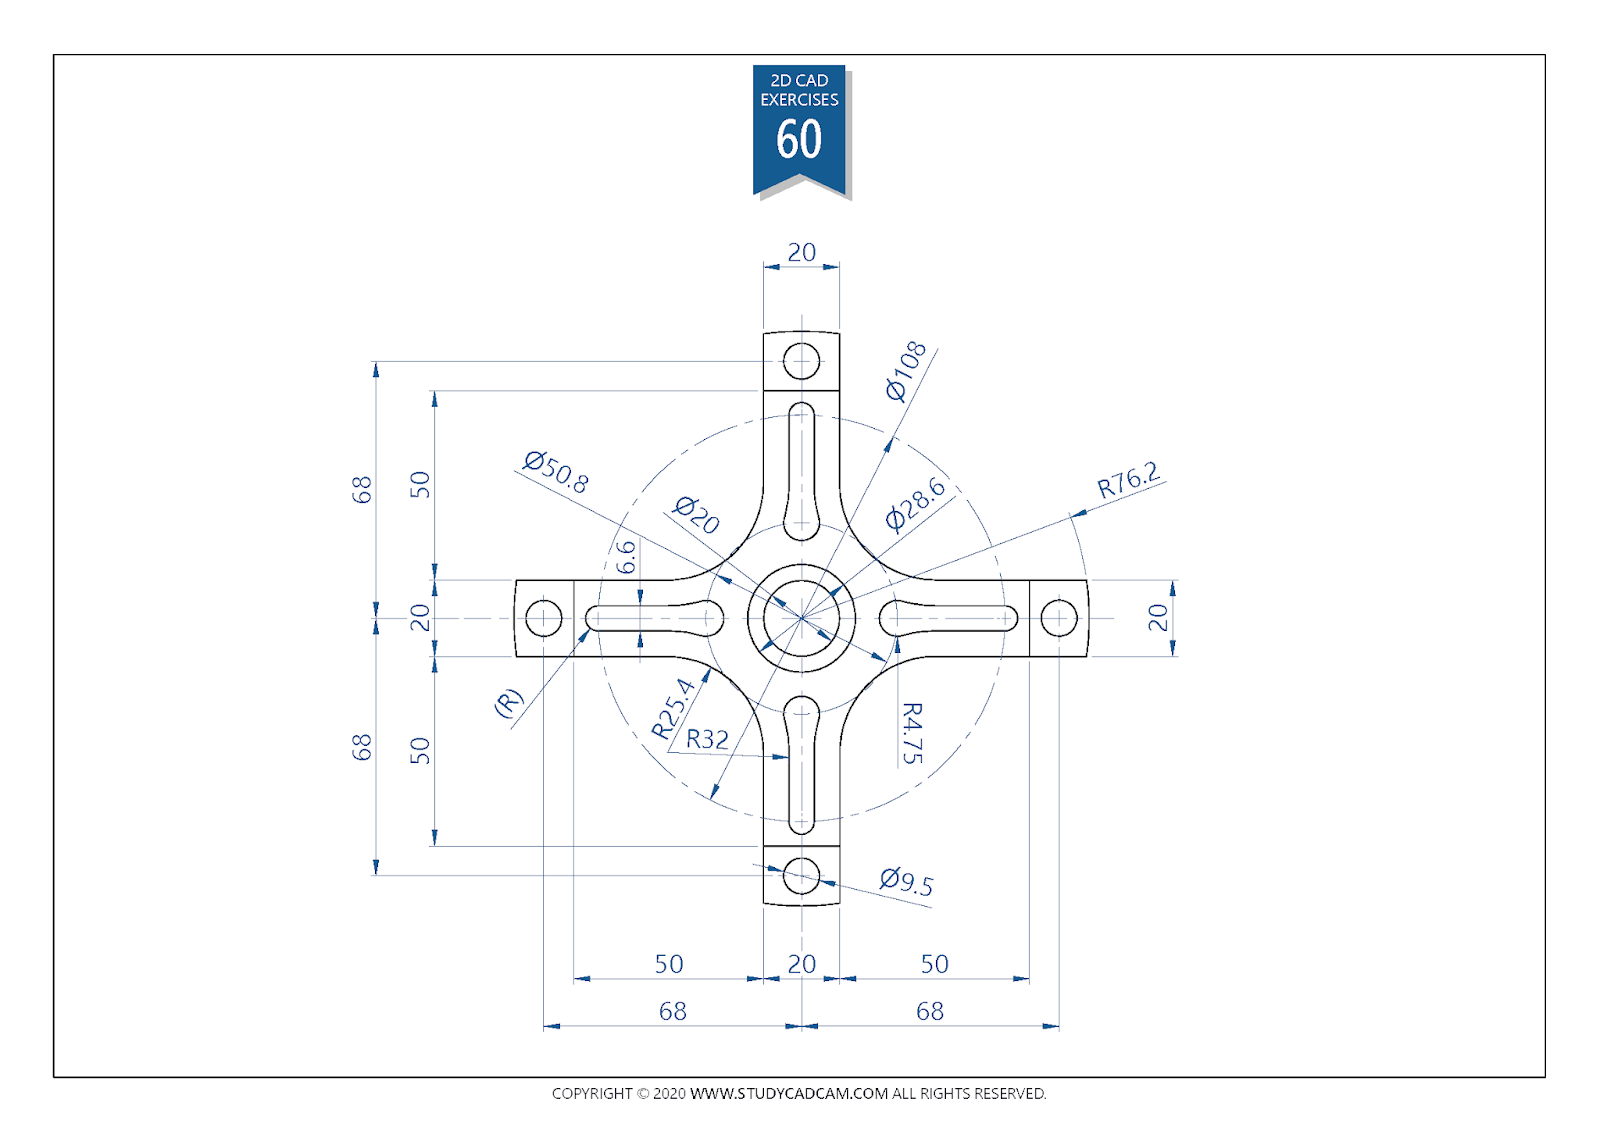 2D CAD
EXERCISES
60
20
Ø108
Ø50.8
R76.2
68
50
Ø20
Ø28.6
6.6
20
20
(R)
R25.4
R32
R4.75
68
50
Ø9.5
50
20
50
68
68
COPYRIGHT © 2020 WWW.STUDYCADCAM.COM ALL RIGHTS RESERVED.